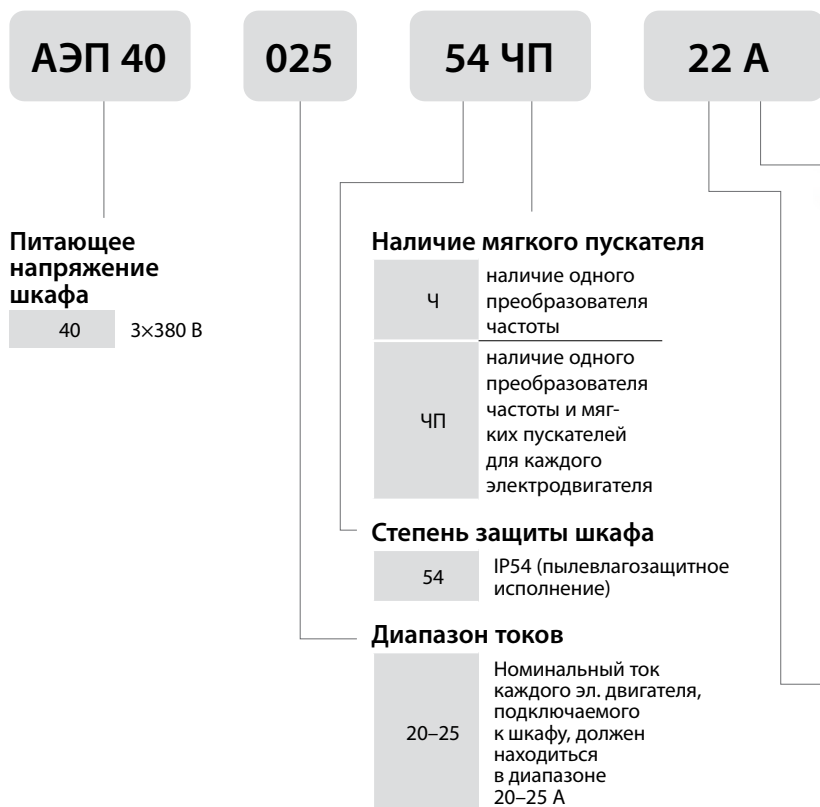 АЭП 40 025 54 ЧП 22 А
Питающее
напряжение
шкафа
40 3×380 В
Наличие мягкого пускателя
Ч
наличие одного
преобразователя
частоты
ЧП
наличие одного
преобразователя
частоты и мяг-
ких пускателей
для каждого
электродвигателя
Степень защиты шкафа
54
IP54 (пылевлагозащитное
исполнение)
Диапазон токов
20–25
Номинальный ток
каждого эл. двигателя,
подключаемого
к шкафу, должен
находиться
в диапазоне
20–25 А